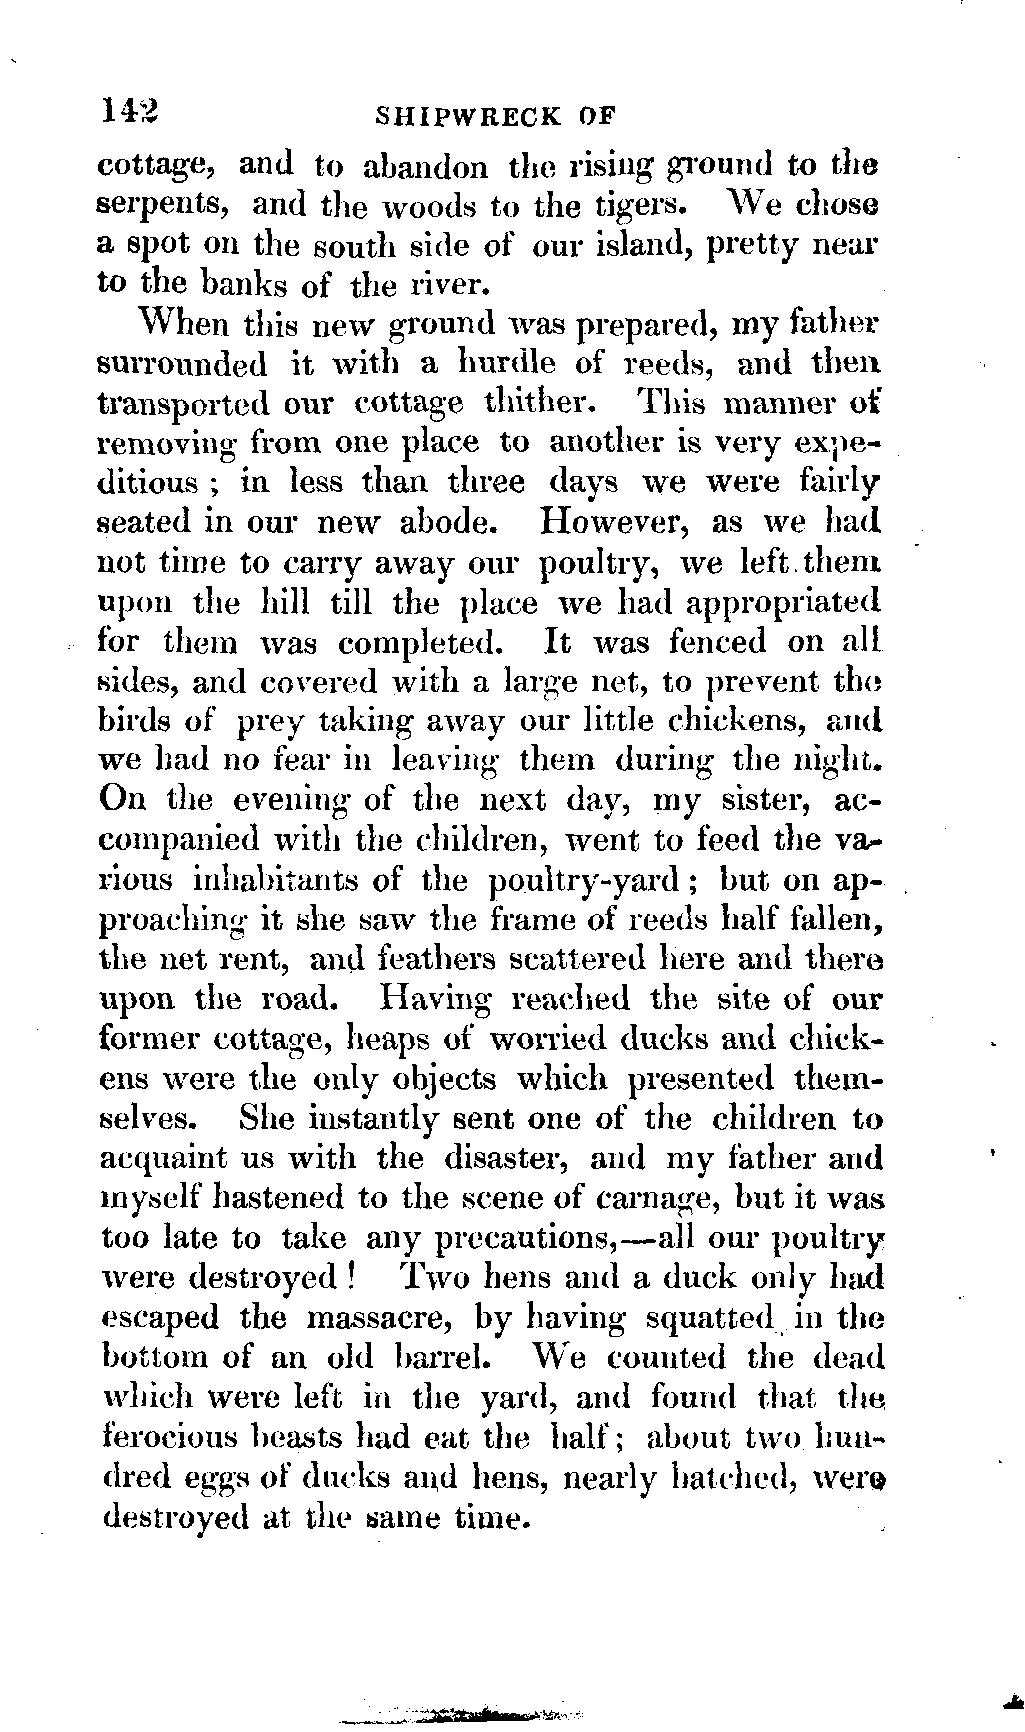 142 SHIPWRECK OF
cottage, and to abandon the rising ground to the
serpents, and the woods to the tigers. We chose
a spot on the south side of our island, pretty near
to the banks of the river.
When this new ground was prepared, my father
surrounded it with a hurdle of reeds, and then
transported our cottage thither. This manner of
removing from one place to another is very expe-
ditious ; in less than three days we were fairly
seated in our new abode. However, as we had
not time to carry away our poultry, we left them
upon the hill till the place we had appropriated
for them was completed. It was fenced on all
sides, and covered with a large net, to prevent the
birds of prey taking away our little chickens, and
we had no fear in leaving them during the night.
On the evening of the next day, my sister, ac-
companied with the children, went to feed the va-
rious inhabitants of the poultry-yard ; but on ap-
proaching it she saw the frame of reeds half fallen,
the net rent, and feathers scattered here and there
upon the road. Having reached the site of our
former cottage, heaps of worried ducks and chick-
ens were the only objects which presented them-
selves. She instantly sent one of the children to
acquaint us with the disaster, and my father and
myself hastened to the scene of carnage, but it was
too late to take any precautions,—all our poultry
were destroyed ! Two hens and a duck only had
escaped the massacre, by having squatted in the
bottom of an old barrel. We counted the dead
which were left in the yard, and found that the
ferocious beasts had eat the half ; about two hun-
dred eggs of ducks and hens, nearly hatched, were
destroyed at the same time.